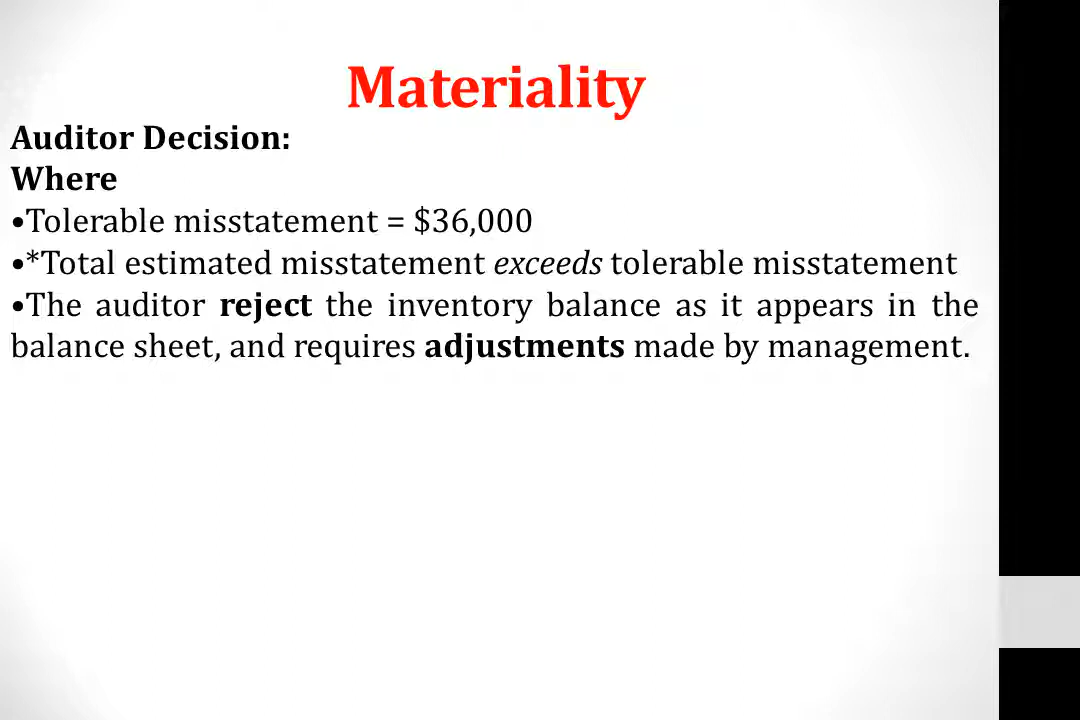 Materiality
Auditor Decision:
Where
•Tolerable misstatement = $36,000
•*Total estimated misstatement exceeds tolerable misstatement
•The auditor reject the inventory balance as it appears in the
balance sheet, and requires adjustments made by management.